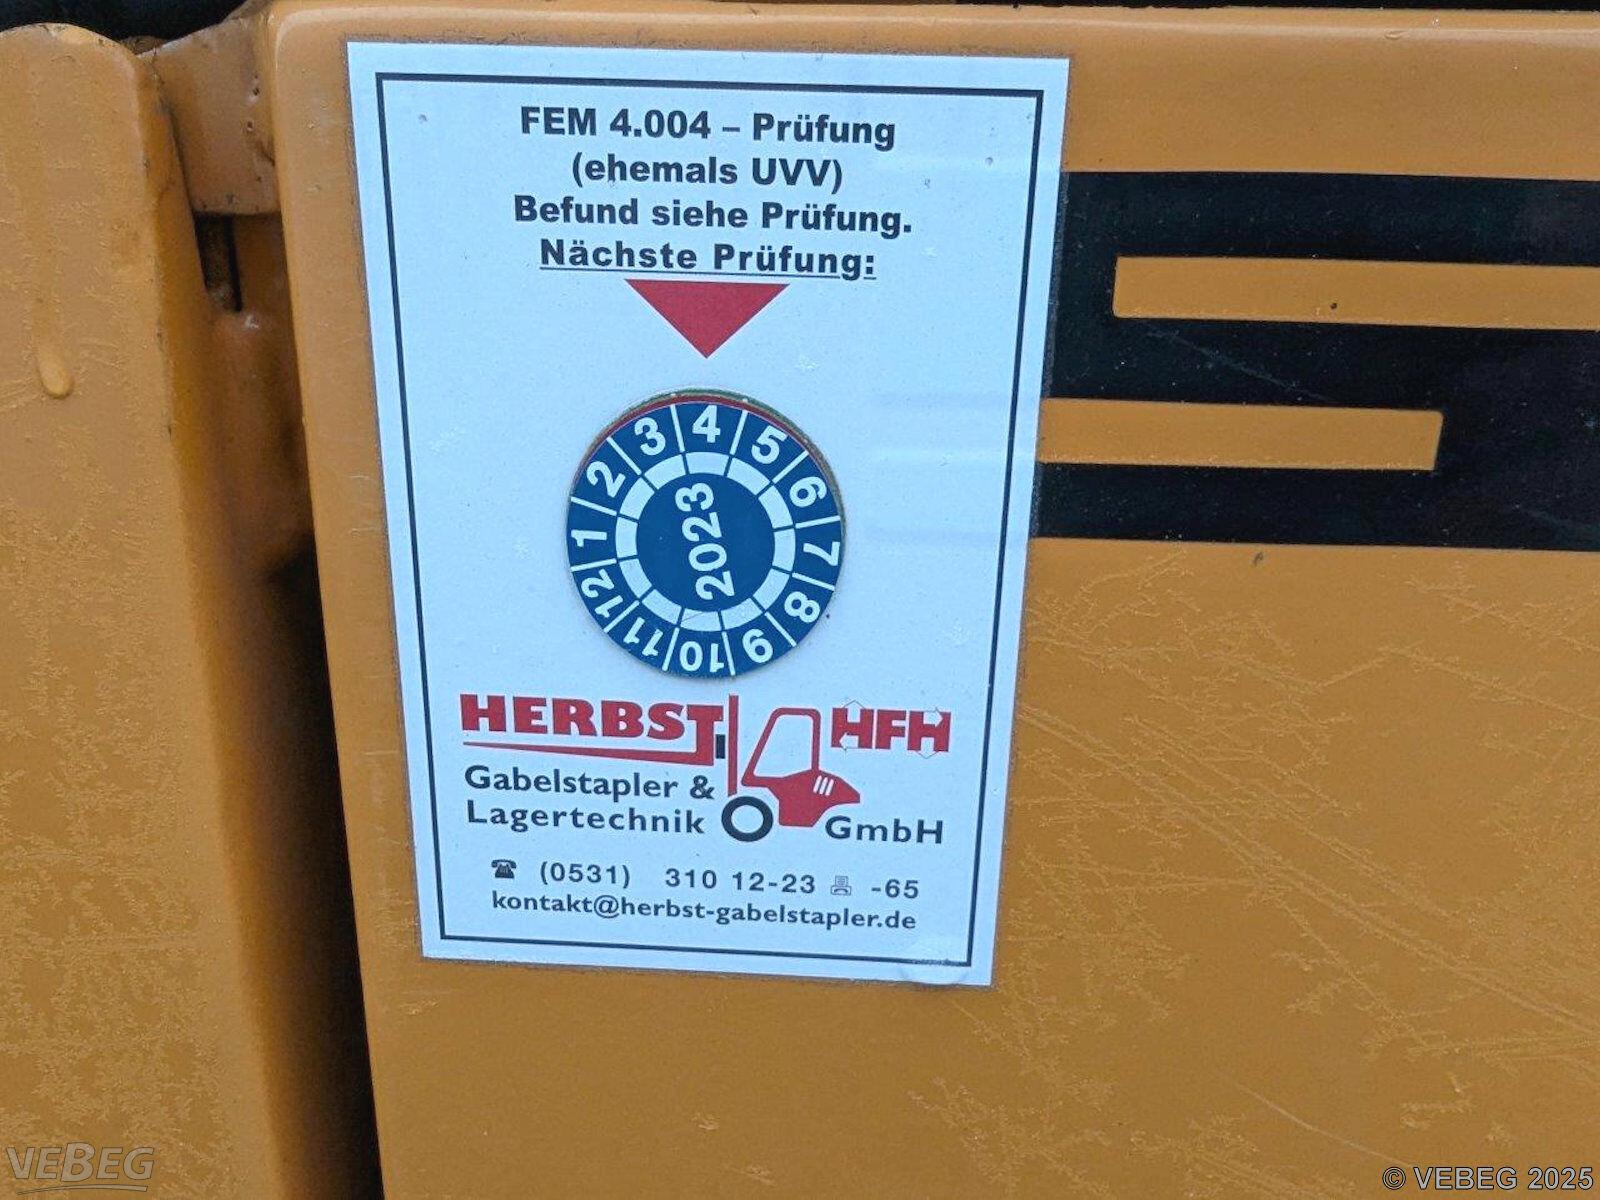 FEM 4.004 – Prüfung
(ehemals UVV)
Befund siehe Prüfung.
Nächste Prüfung:
1 2 3 4 5 6 7 8 9 10 11 12
2023
HERBST HFH
Gabelstapler &
Lagertechnik GmbH
(0531) 310 12-23 -65
kontakt@herbst-gabelstapler.de
VEBEG
© VEBEG 2025